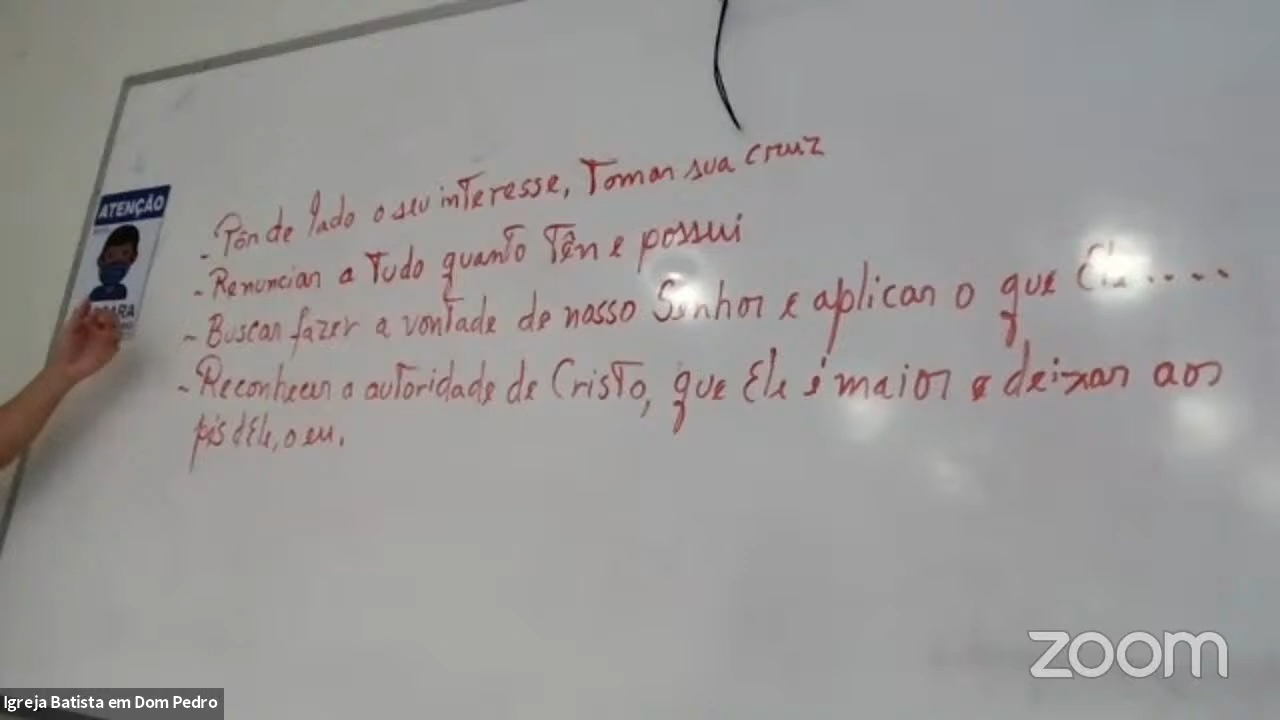 ATENÇÃO
- Pôr de lado o seu interesse, Tomar sua cruz
- Renunciar a Tudo quanto Têm e possui
- Buscar fazer a vontade de nosso Senhor e aplicar o que Ele....
- Reconhecer a autoridade de Cristo, que Ele é maior e deixar aos
pés dEle, o eu.
zoom
Igreja Batista em Dom Pedro